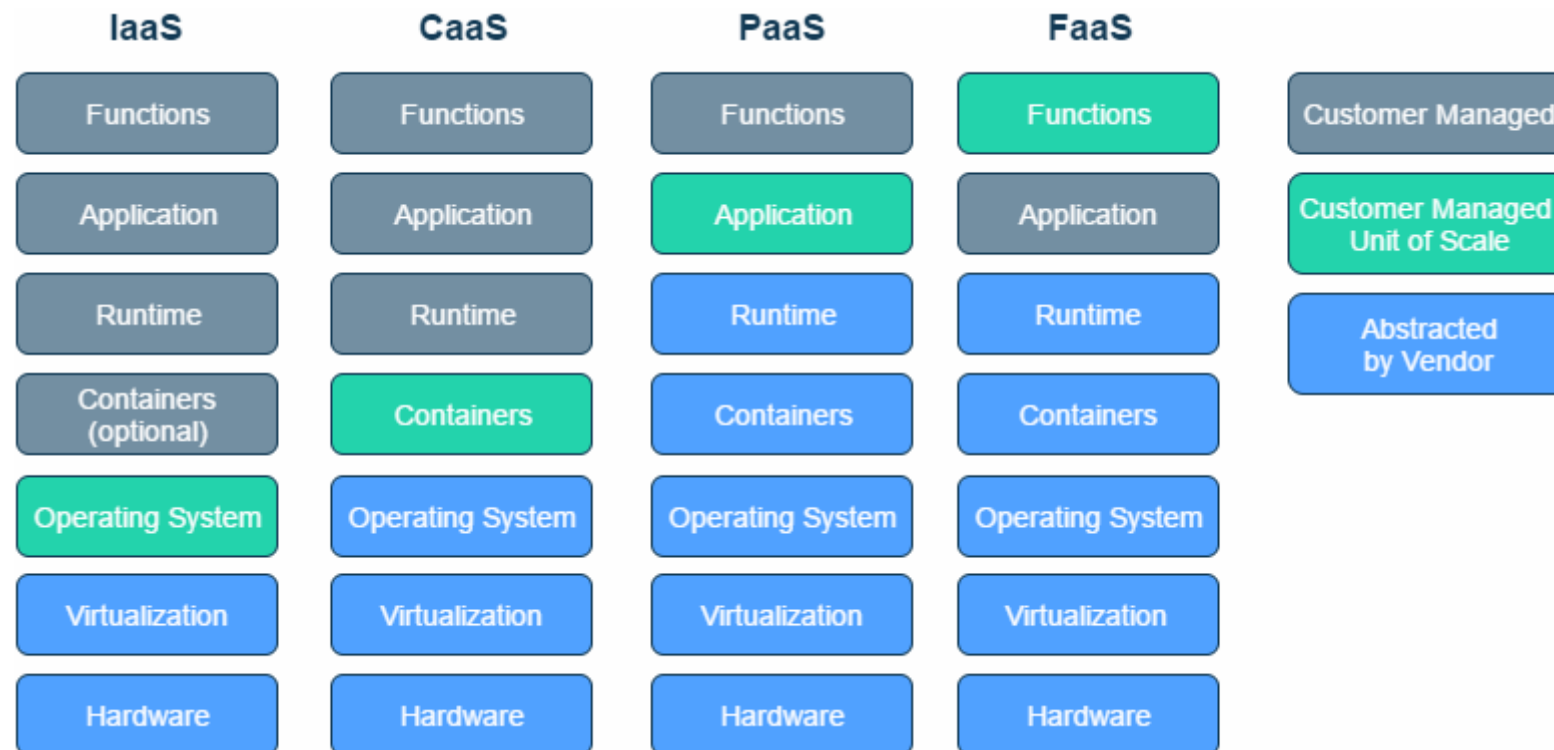 IaaS
CaaS
PaaS
FaaS
Functions
Functions
Functions
Functions
Customer Managed
Application
Application
Application
Application
Customer Managed
Unit of Scale
Runtime
Runtime
Runtime
Runtime
Abstracted
by Vendor
Containers
(optional)
Containers
Containers
Containers
Operating System
Operating System
Operating System
Operating System
Virtualization
Virtualization
Virtualization
Virtualization
Hardware
Hardware
Hardware
Hardware